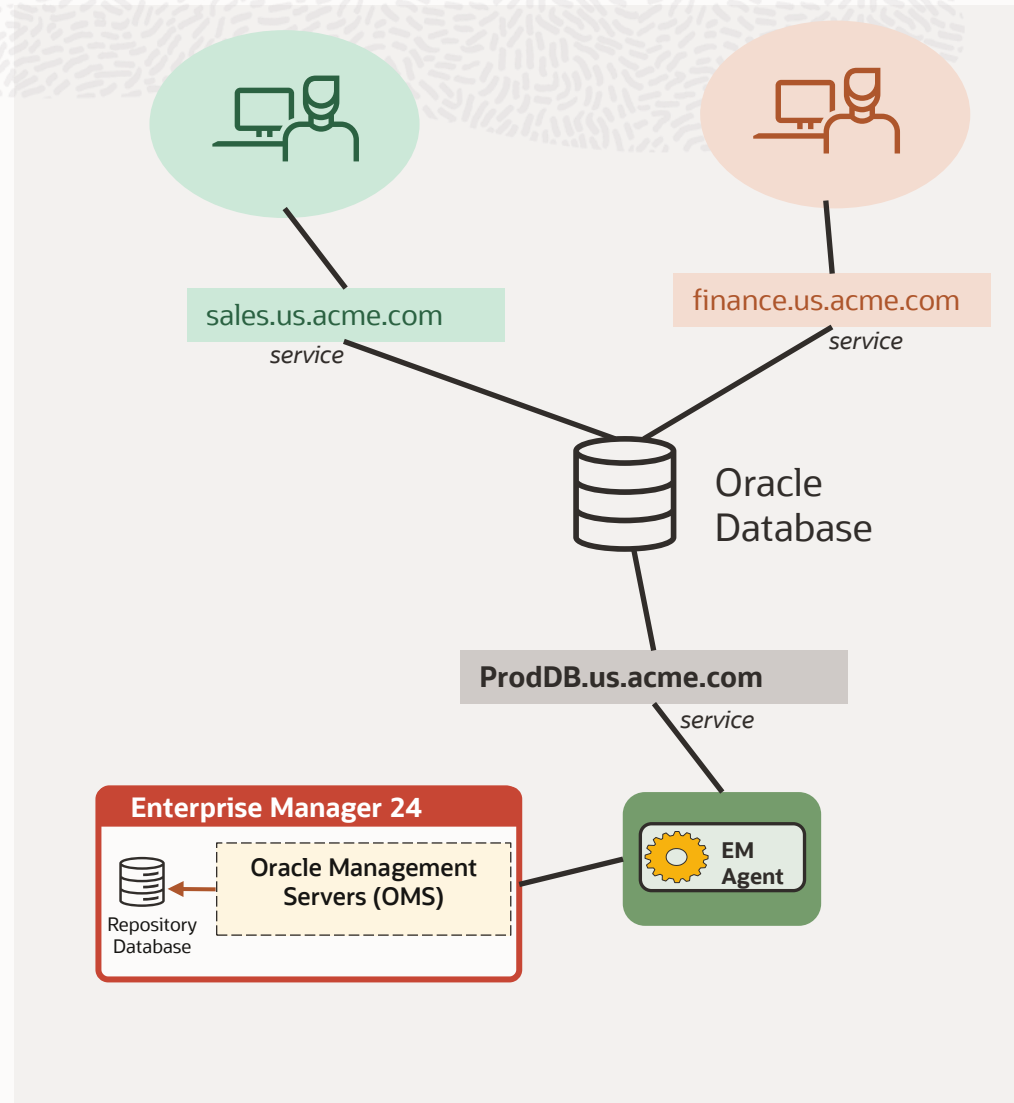 sales.us.acme.com
service
finance.us.acme.com
service
Oracle
Database
ProdDB.us.acme.com
service
Enterprise Manager 24
Oracle Management
Servers (OMS)
Repository
Database
EM
Agent